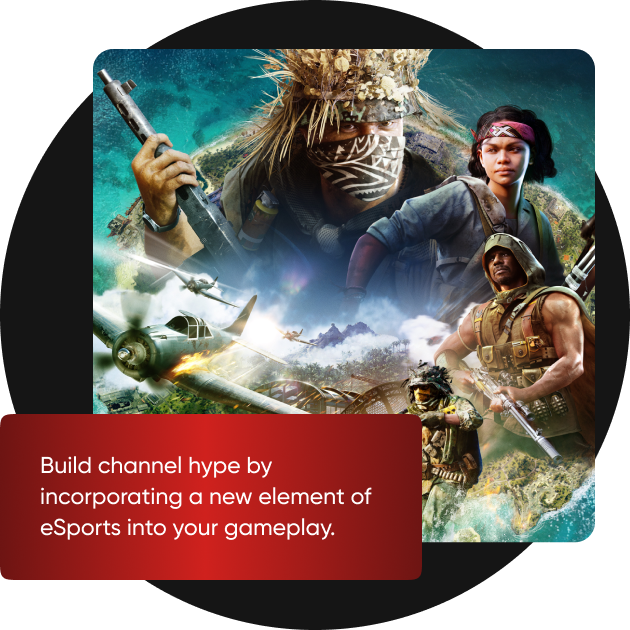 Build channel hype by
incorporating a new element of
eSports into your gameplay.